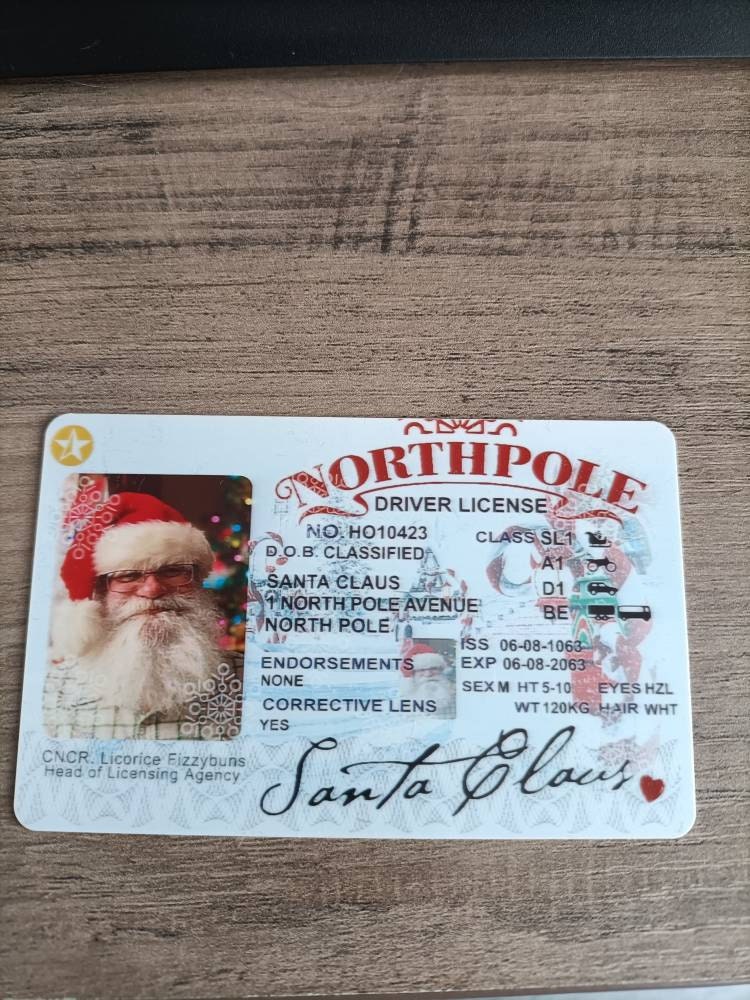 NORTHPOLE
DRIVER LICENSE
NO. HO10423
D.O.B. CLASSIFIED
CLASS SL1
A1
D1
BE
SANTA CLAUS
1 NORTH POLE AVENUE
NORTH POLE
ISS 06-08-1063
EXP 06-08-2063
ENDORSEMENTS
NONE
SEX M HT 5-10 EYES HZL
WT 120KG HAIR WHT
CORRECTIVE LENS
YES
CNCR. Licorice Fizzybuns
Head of Licensing Agency
Santa Claus